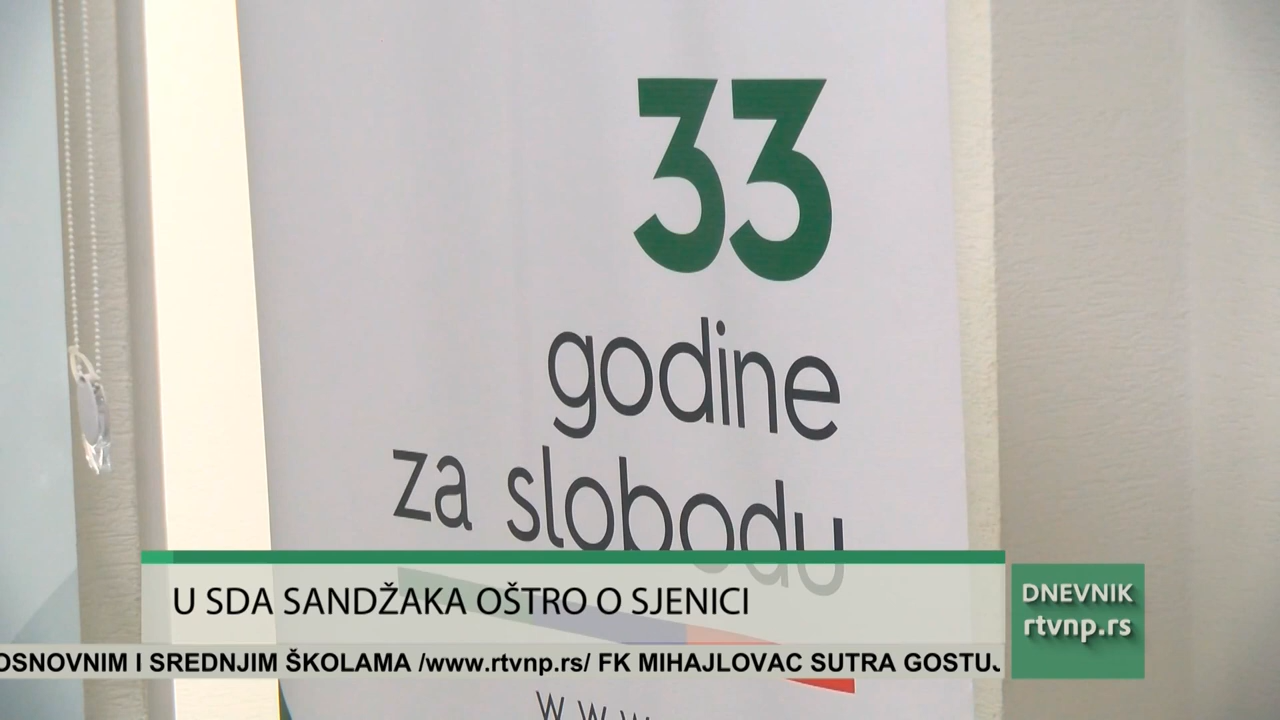 33
godine
za slobodu
U SDA SANDŽAKA OŠTRO O SJENICI
DNEVNIK
rtvnp.rs
OSNOVNIM I SREDNJIM ŠKOLAMA /www.rtvnp.rs/ FK MIHAJLOVAC SUTRA